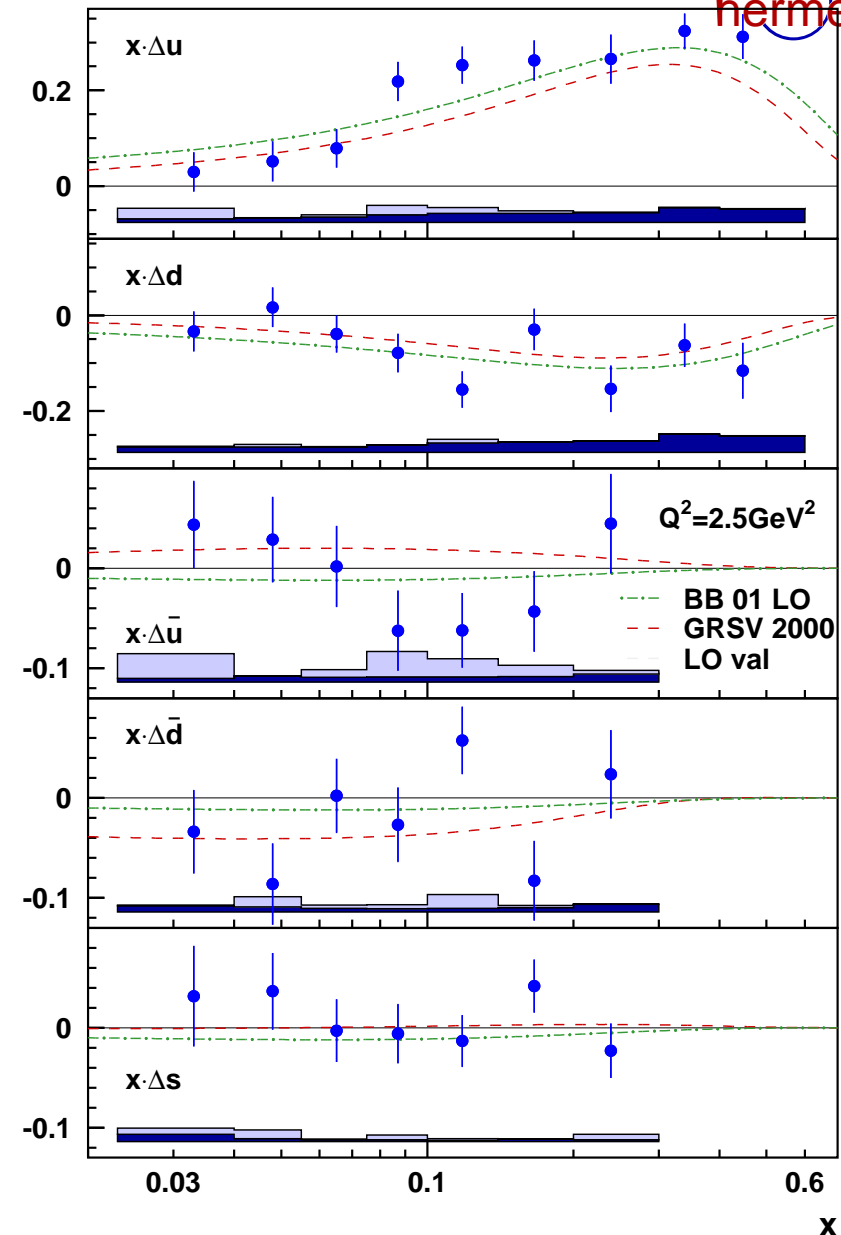 hermes
x·Δu
0.2
0
x·Δd
0
-0.2
Q²=2.5GeV²
0
BB 01 LO
x·Δū
GRSV 2000
-0.1
LO val
x·Δd̄
0
-0.1
0
x·Δs
-0.1
0.03 0.1 0.6
x